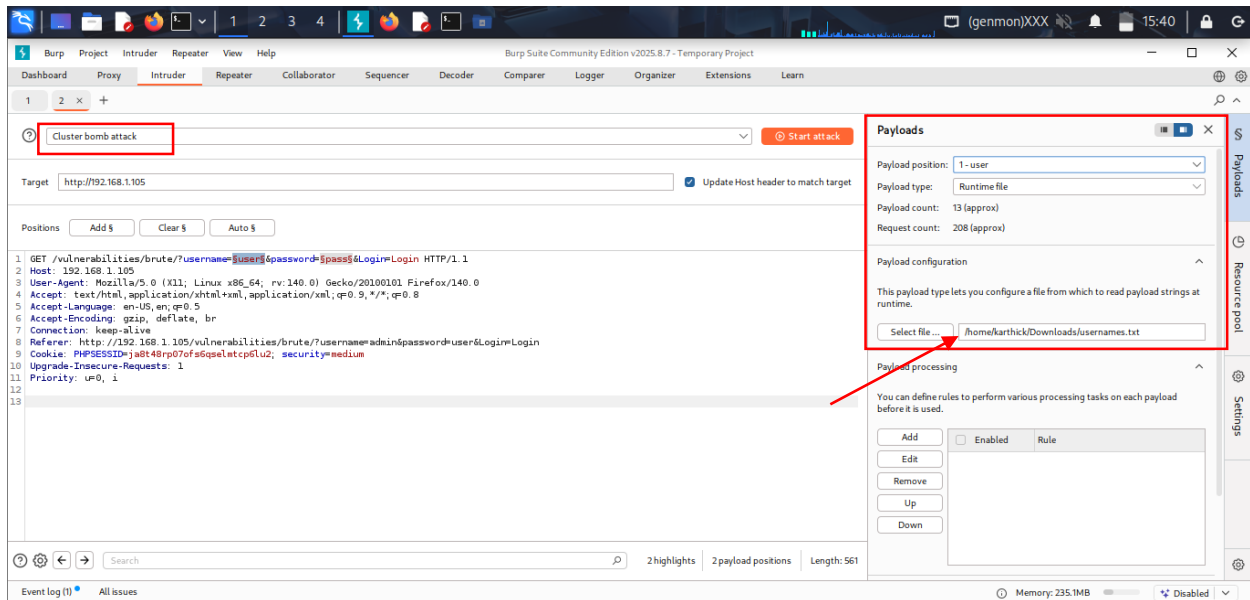 1 2 3 4 (genmon)XXX 15:40
Burp Project Intruder Repeater View Help Burp Suite Community Edition v2025.8.7 - Temporary Project
Dashboard Proxy Intruder Repeater Collaborator Sequencer Decoder Comparer Logger Organizer Extensions Learn
1 2 × +
Cluster bomb attack Start attack
Target http://192.168.1.105 Update Host header to match target
Positions Add § Clear § Auto §
1 GET /vulnerabilities/brute/?username=§user§&password=§pass§&Login=Login HTTP/1.1
2 Host: 192.168.1.105
3 User-Agent: Mozilla/5.0 (X11; Linux x86_64; rv:140.0) Gecko/20100101 Firefox/140.0
4 Accept: text/html,application/xhtml+xml,application/xml;q=0.9,*/*;q=0.8
5 Accept-Language: en-US,en;q=0.5
6 Accept-Encoding: gzip, deflate, br
7 Connection: keep-alive
8 Referer: http://192.168.1.105/vulnerabilities/brute/?username=admin&password=user&Login=Login
9 Cookie: PHPSESSID=ja8t48rp07ofs6qselmtcp6lu2; security=medium
10 Upgrade-Insecure-Requests: 1
11 Priority: u=0, i
12
13
Search 2 highlights 2 payload positions Length: 561
Payloads
Payload position: 1 - user
Payload type: Runtime file
Payload count: 13 (approx)
Request count: 208 (approx)
Payload configuration
This payload type lets you configure a file from which to read payload strings at
runtime.
Select file ... /home/karthick/Downloads/usernames.txt
Payload processing
You can define rules to perform various processing tasks on each payload
before it is used.
Add Enabled Rule
Edit
Remove
Up
Down
§ Payloads
Resource pool
Settings
Event log (1) All issues Memory: 235.1MB Disabled